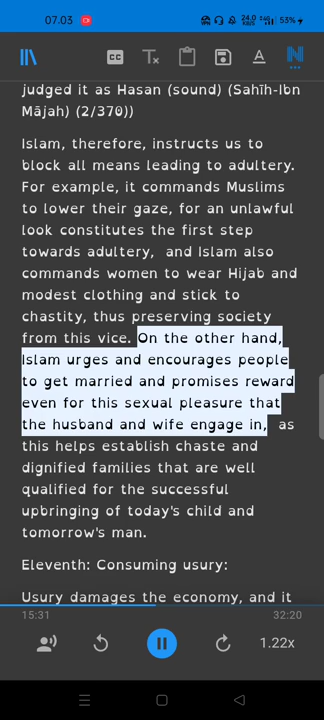 07.03
24.0
KB/S
53%
judged it as Hasan (sound) (Sahīh-Ibn
Mājah) (2/370))
Islam, therefore, instructs us to
block all means leading to adultery.
For example, it commands Muslims
to lower their gaze, for an unlawful
look constitutes the first step
towards adultery,  and Islam also
commands women to wear Hijab and
modest clothing and stick to
chastity, thus preserving society
from this vice. On the other hand,
Islam urges and encourages people
to get married and promises reward
even for this sexual pleasure that
the husband and wife engage in,  as
this helps establish chaste and
dignified families that are well
qualified for the successful
upbringing of today's child and
tomorrow's man.
Eleventh: Consuming usury:
Usury damages the economy, and it
15:31
32:20
1.22x